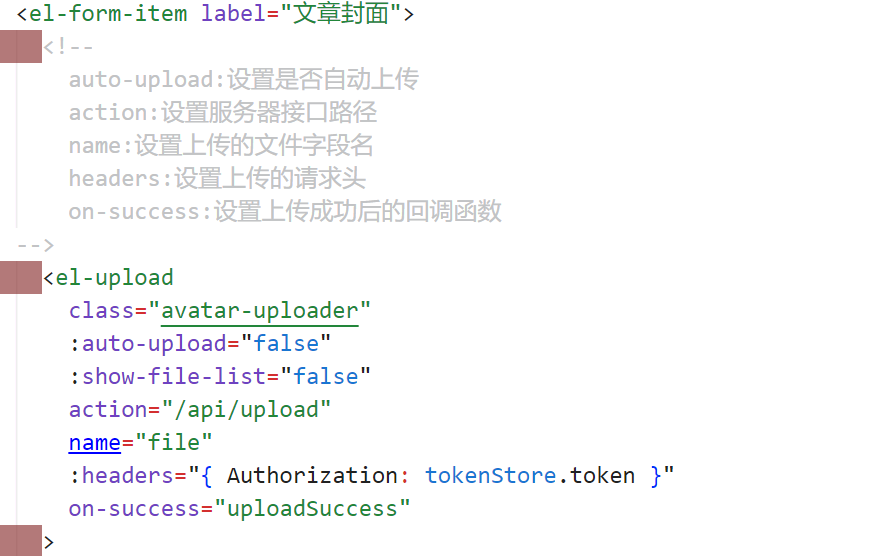 <el-form-item label="文章封面">
<!--
auto-upload:设置是否自动上传
action:设置服务器接口路径
name:设置上传的文件字段名
headers:设置上传的请求头
on-success:设置上传成功后的回调函数
-->
<el-upload
class="avatar-uploader"
:auto-upload="false"
:show-file-list="false"
action="/api/upload"
name="file"
:headers="{ Authorization: tokenStore.token }"
on-success="uploadSuccess"
>